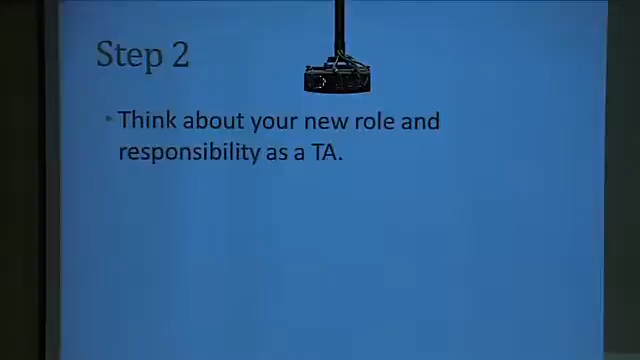 Step 2
• Think about your new role and
responsibility as a TA.